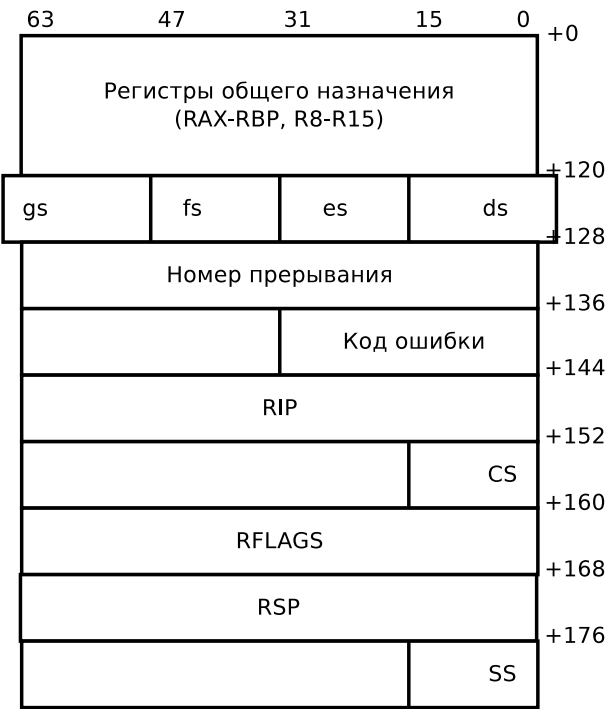 63 47 31 15 0
+0
Регистры общего назначения
(RAX-RBP, R8-R15)
+120
gs fs es ds
+128
Номер прерывания
+136
Код ошибки
+144
RIP
+152
CS
+160
RFLAGS
+168
RSP
+176
SS